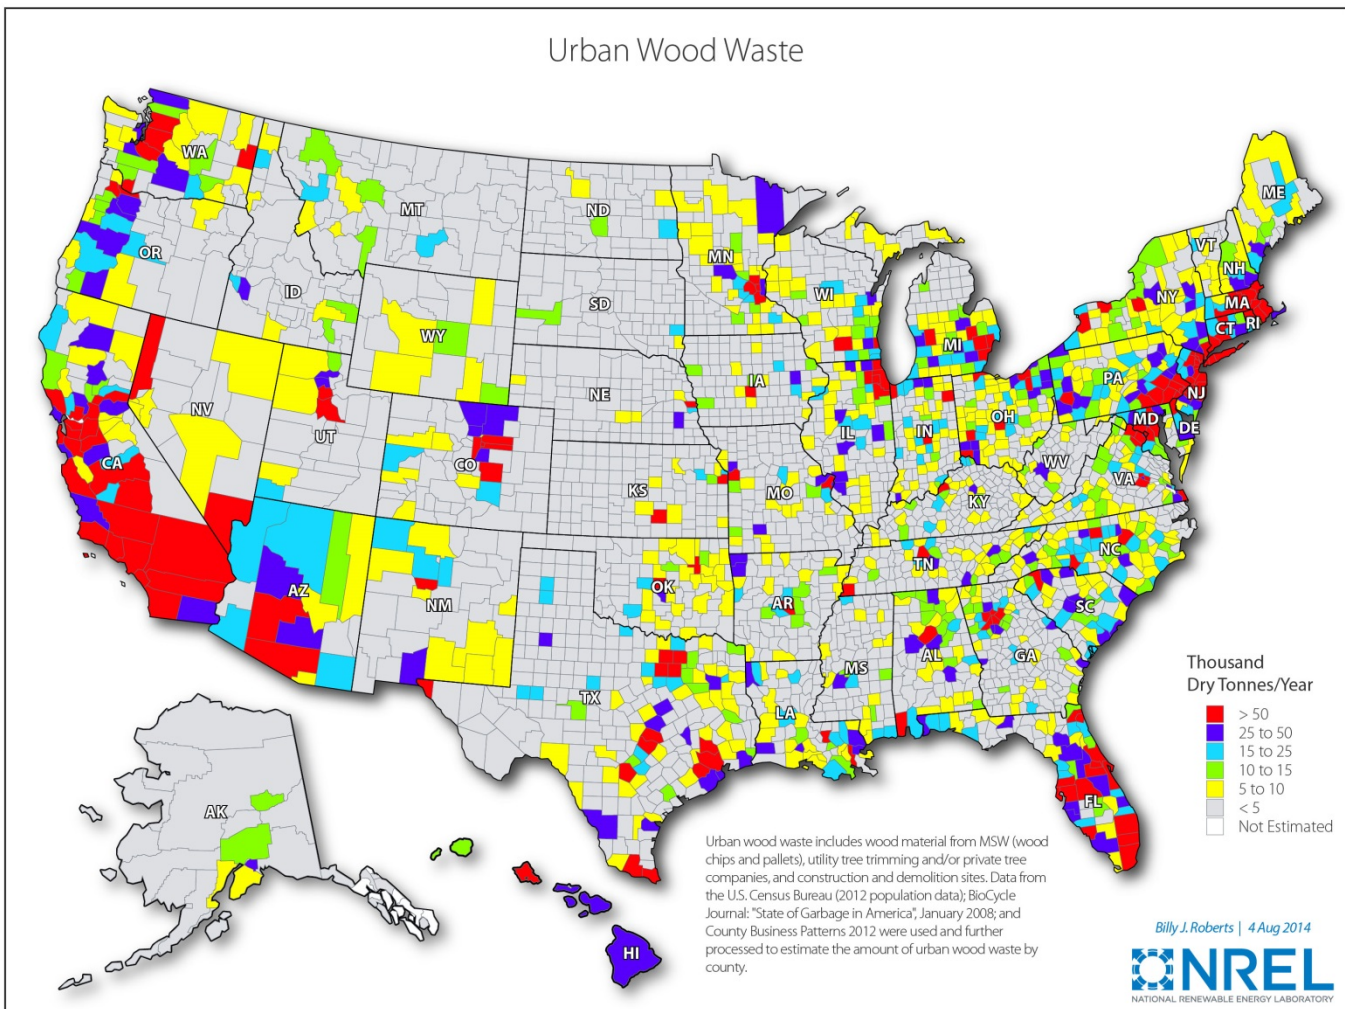 Urban Wood Waste
WA
MT
ND
MN
ME
VT
NH
OR
ID
SD
WI
NY
MA
CT
RI
WY
MI
IA
PA
NJ
NE
NV
OH
MD
DE
UT
IL
IN
CA
CO
WV
KS
MO
VA
KY
NC
TN
AZ
OK
NM
AR
SC
MS
AL
GA
TX
LA
FL
AK
HI
Thousand
Dry Tonnes/Year
> 50
25 to 50
15 to 25
10 to 15
5 to 10
< 5
Not Estimated
Urban wood waste includes wood material from MSW (wood
chips and pallets), utility tree trimming and/or private tree
companies, and construction and demolition sites. Data from
the U.S. Census Bureau (2012 population data); BioCycle
Journal: "State of Garbage in America", January 2008; and
County Business Patterns 2012 were used and further
processed to estimate the amount of urban wood waste by
county.
Billy J. Roberts | 4 Aug 2014
NREL
NATIONAL RENEWABLE ENERGY LABORATORY